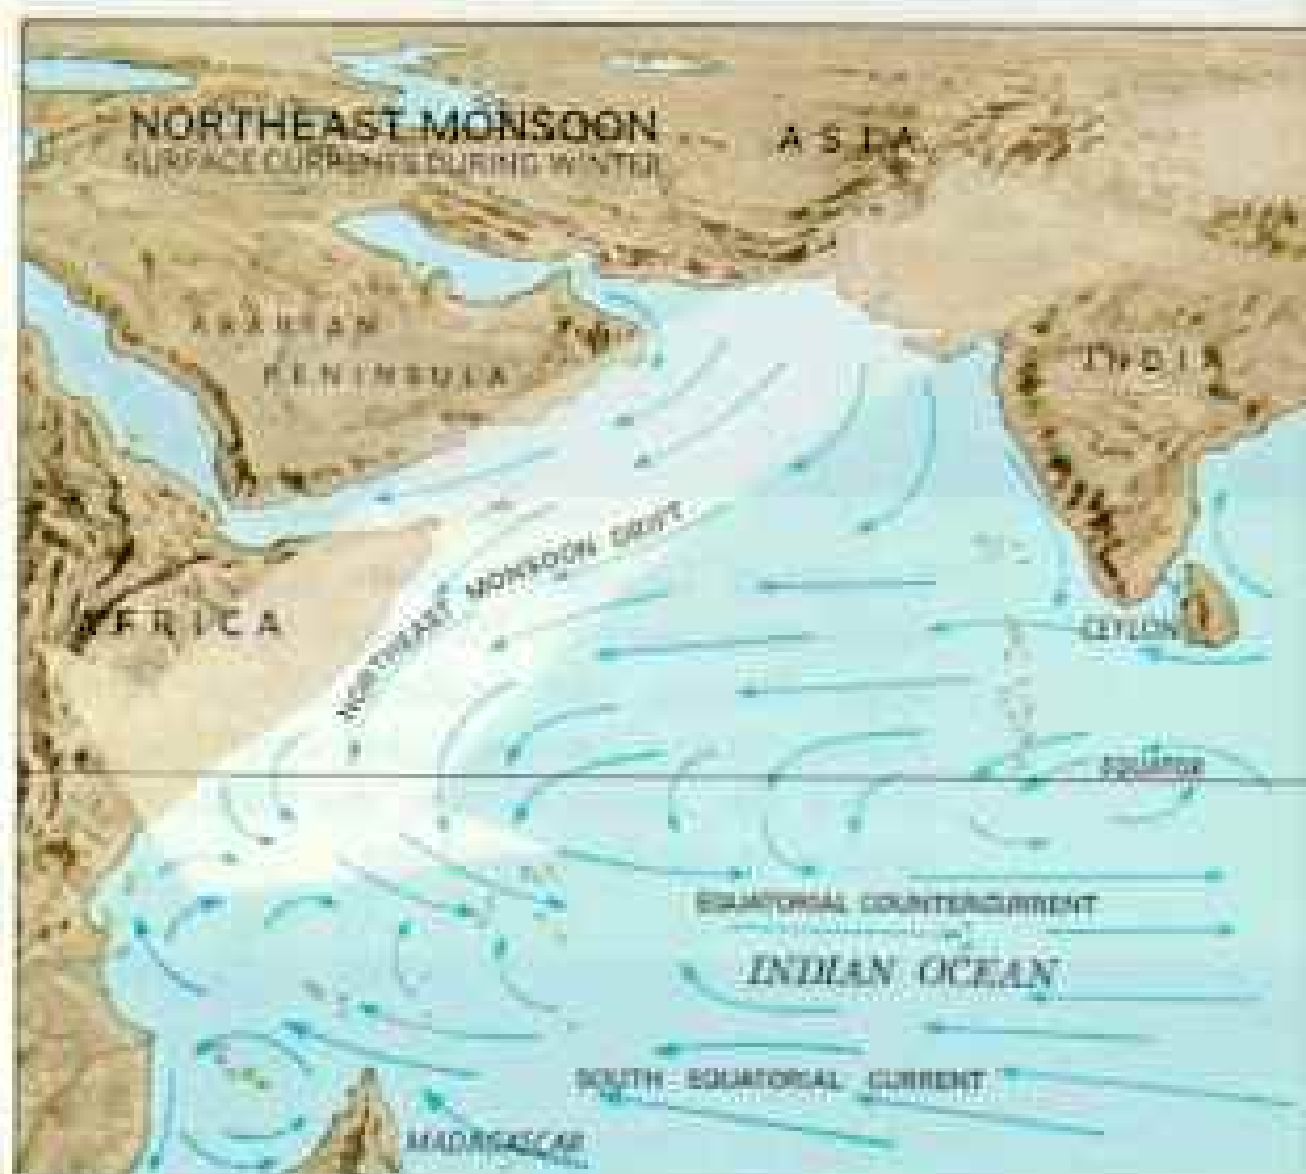 NORTHEAST MONSOON
SURFACE CURRENTS DURING WINTER
ASIA
ARABIAN
PENINSULA
INDIA
NORTHEAST MONSOON DRIFT
AFRICA
CEYLON
EQUATOR
EQUATORIAL COUNTERCURRENT
INDIAN OCEAN
SOUTH EQUATORIAL CURRENT
MADAGASCAR